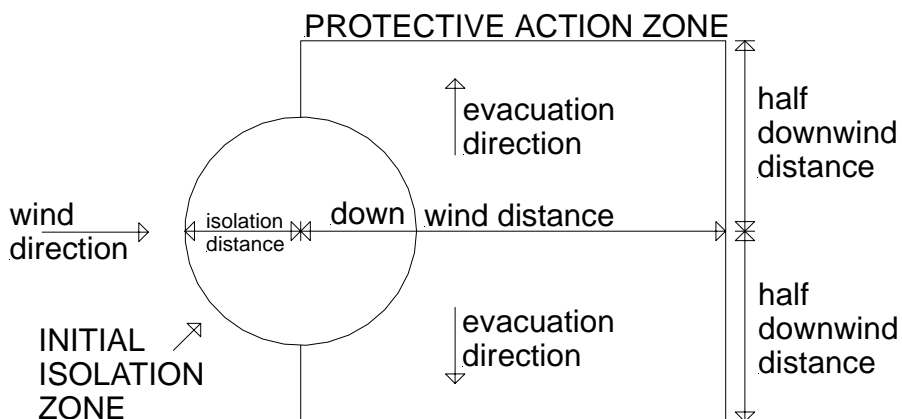 PROTECTIVE ACTION ZONE
evacuation
direction
half
downwind
distance
wind
direction
isolation
distance
down wind distance
evacuation
direction
half
downwind
distance
INITIAL
ISOLATION
ZONE